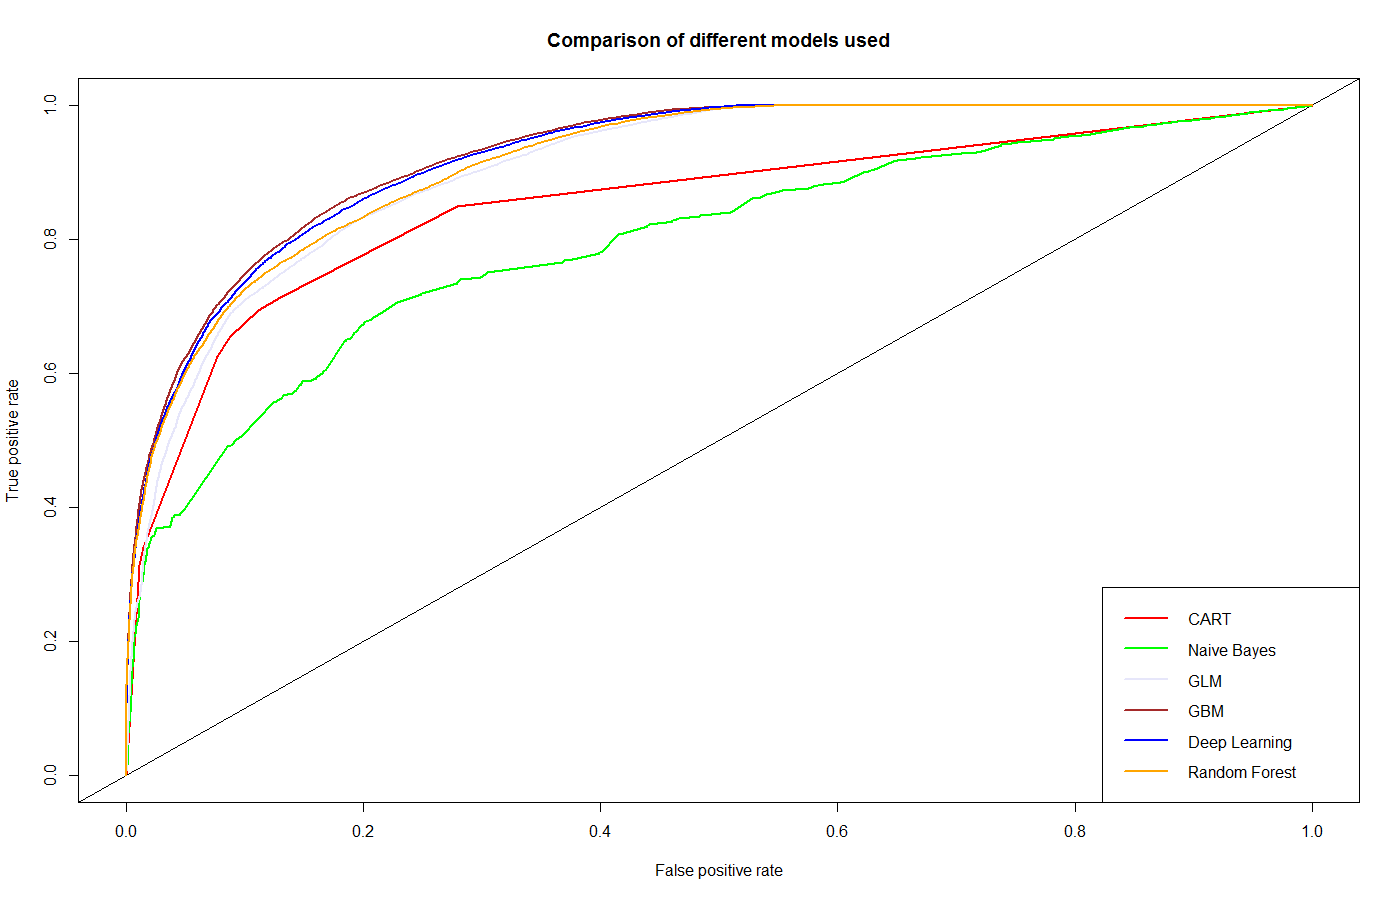 Comparison of different models used
True positive rate
1.0
0.8
0.6
0.4
0.2
0.0
0.0 0.2 0.4 0.6 0.8 1.0
False positive rate
CART
Naive Bayes
GLM
GBM
Deep Learning
Random Forest